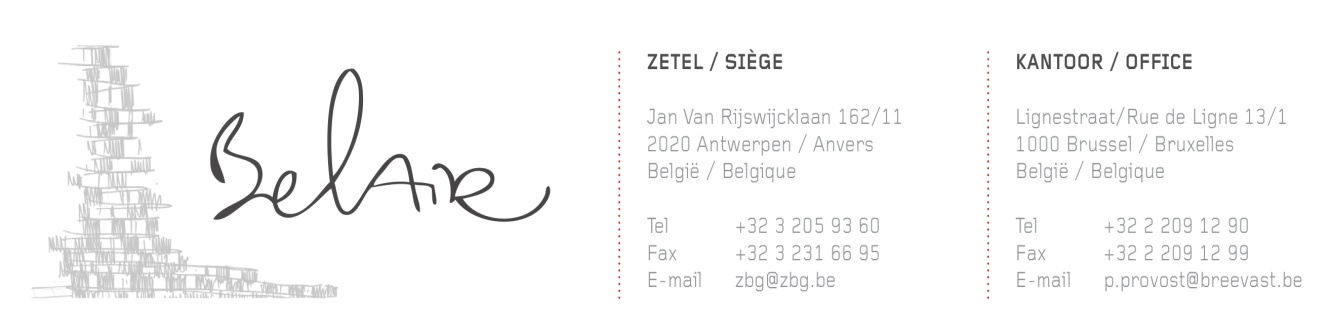 BelAir
ZETEL / SIÈGE
Jan Van Rijswijcklaan 162/11
2020 Antwerpen / Anvers
België / Belgique
Tel +32 3 205 93 60
Fax +32 3 231 66 95
E-mail zbg@zbg.be
KANTOOR / OFFICE
Lignestraat/Rue de Ligne 13/1
1000 Brussel / Bruxelles
België / Belgique
Tel +32 2 209 12 90
Fax +32 2 209 12 99
E-mail p.provost@breevast.be